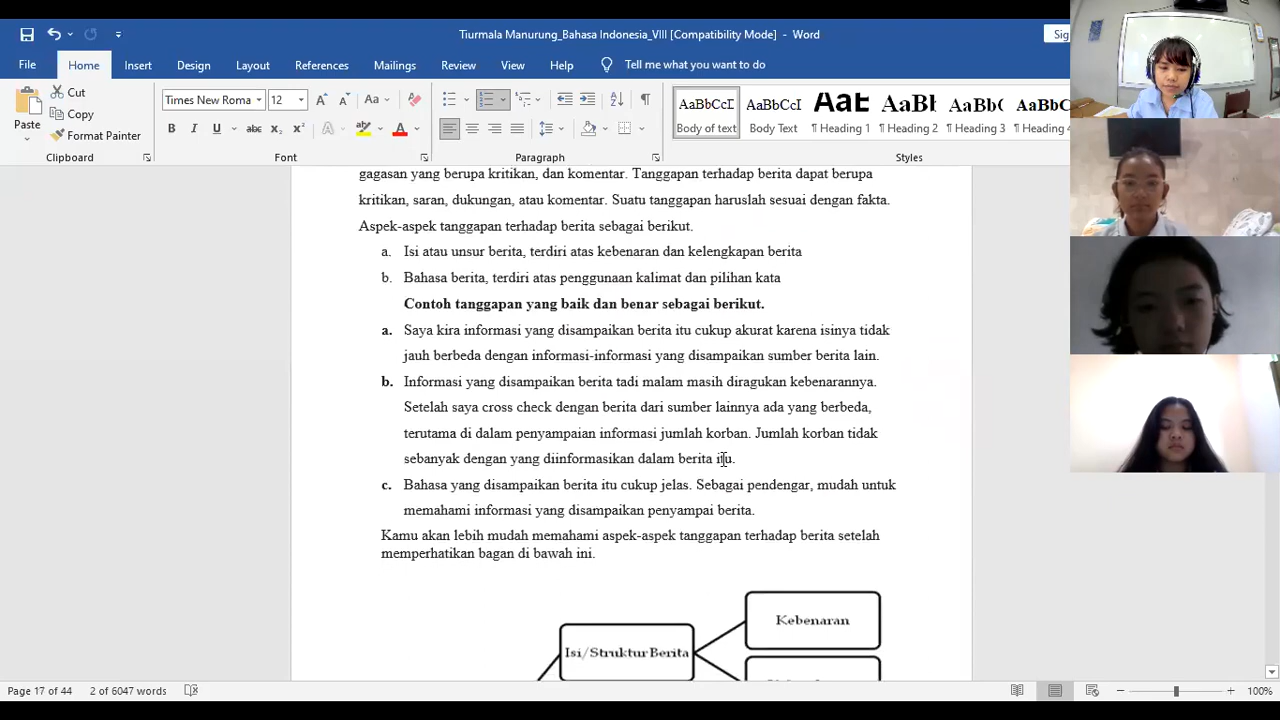 Tiurmala Manurung_Bahasa Indonesia_VIII [Compatibility Mode] - Word
Sig
File Home Insert Design Layout References Mailings Review View Help Tell me what you want to do
Paste
Cut
Copy
Format Painter
Times New Roma 12
AaBbCcI AaBbCcI AaE AaBb AaBb( AaBbC
Body of text Body Text ¶ Heading 1 ¶ Heading 2 ¶ Heading 3 ¶ Heading 4
Clipboard Font Paragraph Styles
gagasan yang berupa kritikan, dan komentar. Tanggapan terhadap berita dapat berupa
kritikan, saran, dukungan, atau komentar. Suatu tanggapan haruslah sesuai dengan fakta.
Aspek-aspek tanggapan terhadap berita sebagai berikut.
a. Isi atau unsur berita, terdiri atas kebenaran dan kelengkapan berita
b. Bahasa berita, terdiri atas penggunaan kalimat dan pilihan kata
Contoh tanggapan yang baik dan benar sebagai berikut.
a. Saya kira informasi yang disampaikan berita itu cukup akurat karena isinya tidak
jauh berbeda dengan informasi-informasi yang disampaikan sumber berita lain.
b. Informasi yang disampaikan berita tadi malam masih diragukan kebenarannya.
Setelah saya cross check dengan berita dari sumber lainnya ada yang berbeda,
terutama di dalam penyampaian informasi jumlah korban. Jumlah korban tidak
sebanyak dengan yang diinformasikan dalam berita itu.
c. Bahasa yang disampaikan berita itu cukup jelas. Sebagai pendengar, mudah untuk
memahami informasi yang disampaikan penyampai berita.
Kamu akan lebih mudah memahami aspek-aspek tanggapan terhadap berita setelah
memperhatikan bagan di bawah ini.
Kebenaran
Isi/Struktur Berita
Page 17 of 44 2 of 6047 words 100%